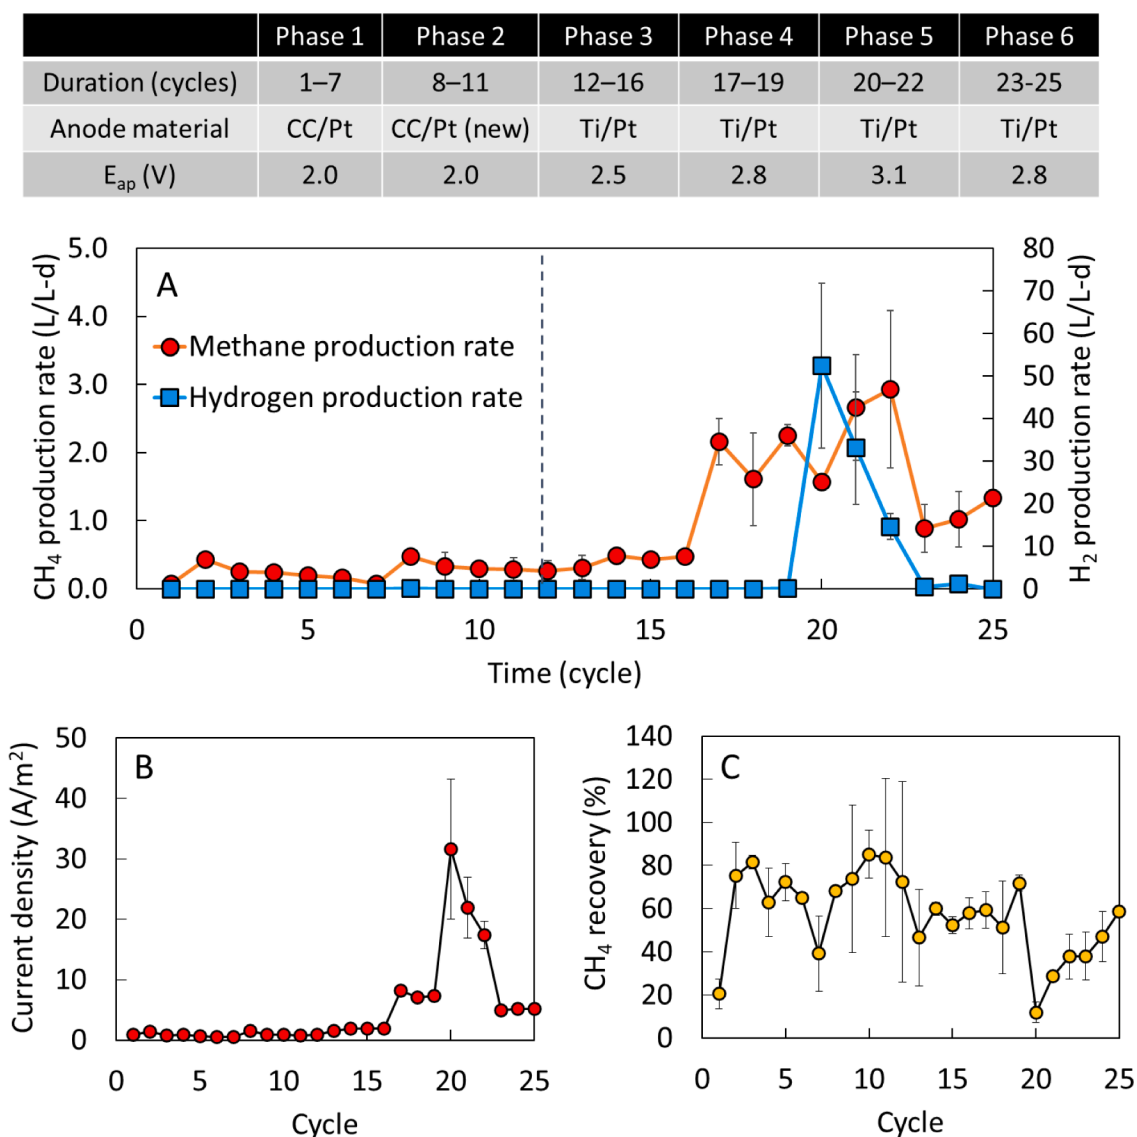 Phase 1 Phase 2 Phase 3 Phase 4 Phase 5 Phase 6
Duration (cycles) 1–7 8–11 12–16 17–19 20–22 23-25
Anode material CC/Pt CC/Pt (new) Ti/Pt Ti/Pt Ti/Pt Ti/Pt
Eap (V) 2.0 2.0 2.5 2.8 3.1 2.8
A
CH4 production rate (L/L-d)
5.0
4.0
3.0
2.0
1.0
0.0
Methane production rate
Hydrogen production rate
80
70
60
50
40
30
20
10
0
H2 production rate (L/L-d)
0 5 10 15 20 25
Time (cycle)
B
Current density (A/m²)
50
40
30
20
10
0
0 5 10 15 20 25
Cycle
C
CH4 recovery (%)
140
120
100
80
60
40
20
0
0 5 10 15 20 25
Cycle